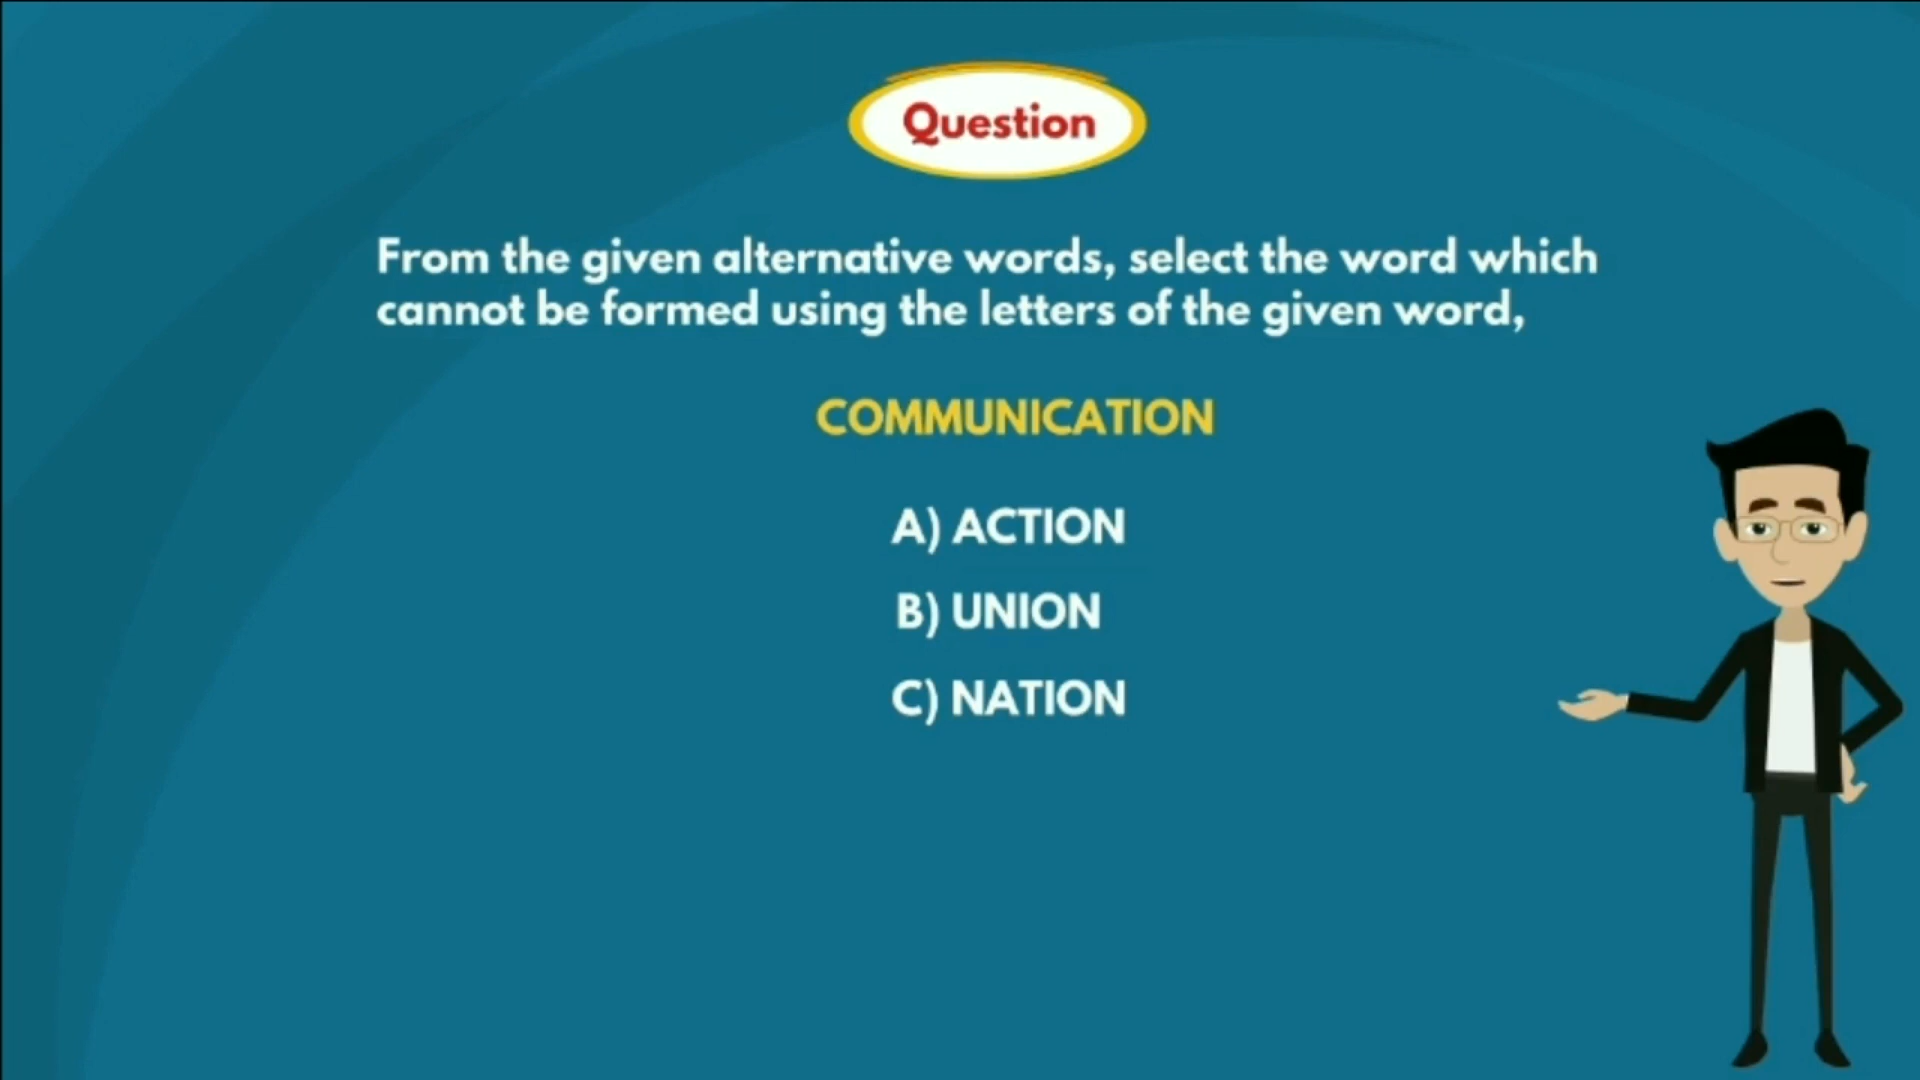 Question
From the given alternative words, select the word which
cannot be formed using the letters of the given word,
COMMUNICATION
A) ACTION
B) UNION
C) NATION